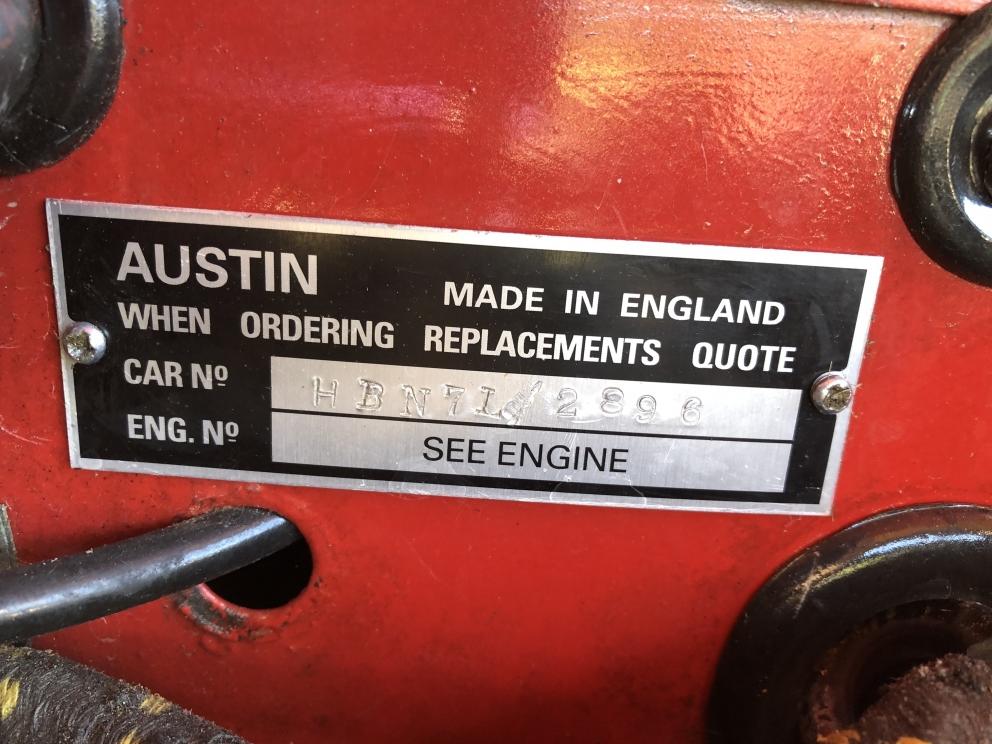 AUSTIN
MADE IN ENGLAND
WHEN ORDERING REPLACEMENTS QUOTE
CAR Nº HBN7L/2896
ENG. Nº SEE ENGINE